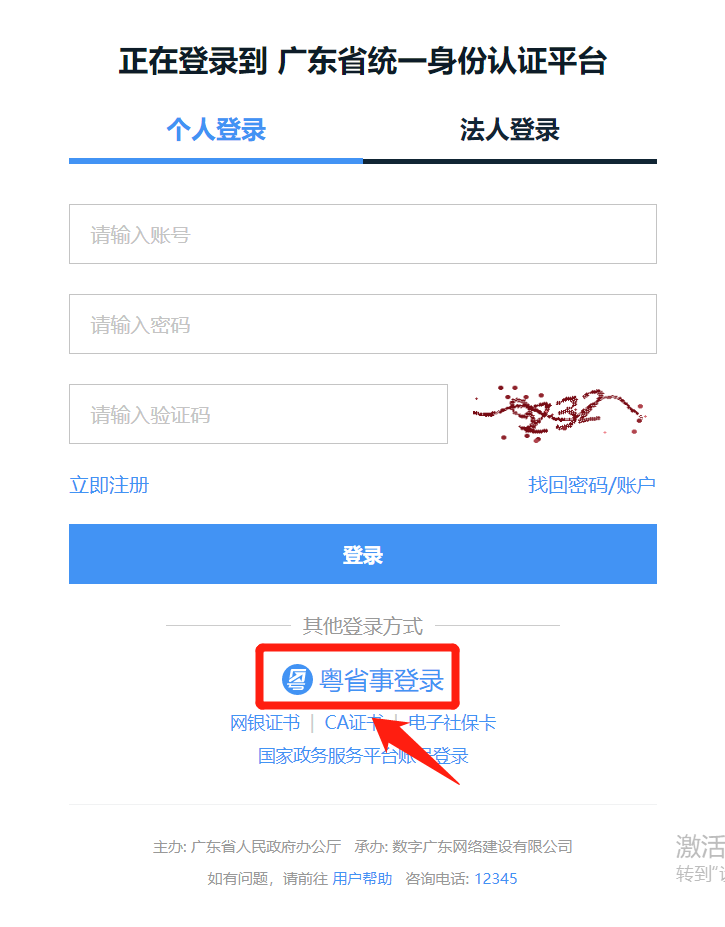 正在登录到 广东省统一身份认证平台
个人登录 法人登录
请输入账号
请输入密码
请输入验证码
立即注册 找回密码/账户
登录
其他登录方式
粤 粤省事登录
网银证书 | CA证书 | 电子社保卡
国家政务服务平台账号登录
主办: 广东省人民政府办公厅 承办: 数字广东网络建设有限公司
激活
转到"
如有问题，请前往 用户帮助 咨询电话: 12345